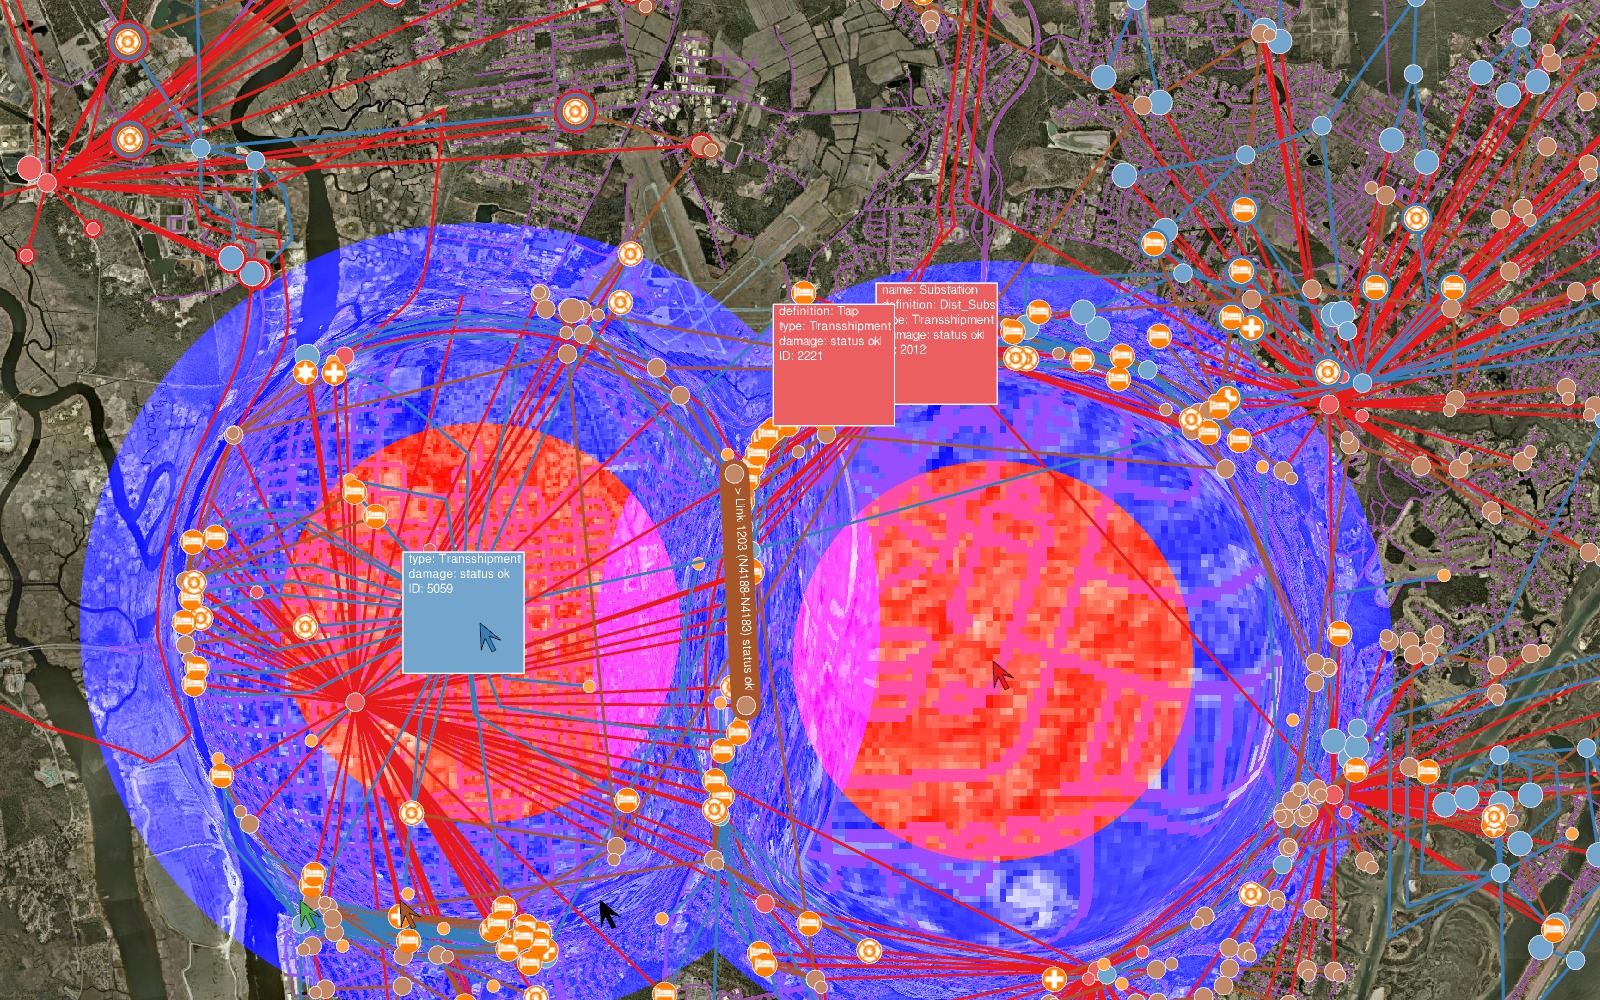 name: Substation
definition: Dist_Subs
pe: Transshipment
mage: status ok
: 2012
definition: Tap
type: Transshipment
damage: status ok
ID: 2221
v Link 1203 (N4188-N4183) status ok
type: Transshipment
damage: status ok
ID: 5059